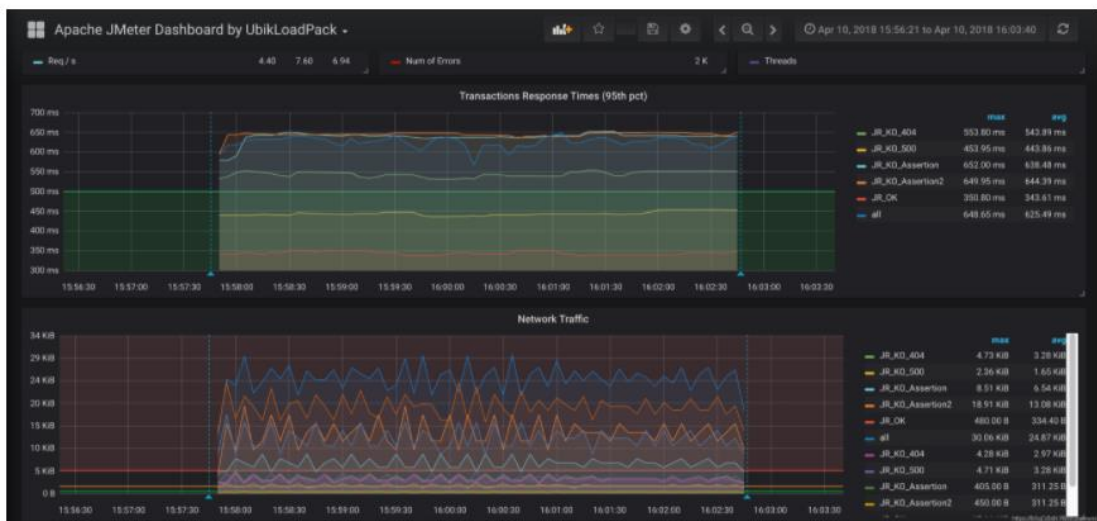 Apache JMeter Dashboard by UbikLoadPack
Apr 10, 2018 15:56:21 to Apr 10, 2018 16:03:40
Req / s 4.40 7.60 6.94
Num of Errors 2 K
Threads
Transactions Response Times (95th pct)
700 ms
650 ms
600 ms
550 ms
500 ms
450 ms
400 ms
350 ms
300 ms
15:56:30 15:57:00 15:57:30 15:58:00 15:58:30 15:59:00 15:59:30 16:00:00 16:00:30 16:01:00 16:01:30 16:02:00 16:02:30 16:03:00 16:03:30
max avg
JR_KO_404 553.80 ms 543.89 ms
JR_KO_500 453.95 ms 443.86 ms
JR_KO_Assertion 652.00 ms 638.48 ms
JR_KO_Assertion2 649.95 ms 644.39 ms
JR_OK 350.80 ms 343.61 ms
all 648.65 ms 625.49 ms
Network Traffic
34 KiB
29 KiB
24 KiB
20 KiB
15 KiB
10 KiB
5 KiB
0 B
15:56:30 15:57:00 15:57:30 15:58:00 15:58:30 15:59:00 15:59:30 16:00:00 16:00:30 16:01:00 16:01:30 16:02:00 16:02:30 16:03:00 16:03:30
max avg
JR_KO_404 4.73 KiB 3.28 KiB
JR_KO_500 2.36 KiB 1.65 KiB
JR_KO_Assertion 8.51 KiB 6.54 KiB
JR_KO_Assertion2 18.91 KiB 13.08 KiB
JR_OK 480.00 B 334.40 B
all 30.06 KiB 24.87 KiB
JR_KO_404 4.28 KiB 2.97 KiB
JR_KO_500 4.71 KiB 3.28 KiB
JR_KO_Assertion 405.00 B 311.25 B
JR_KO_Assertion2 450.00 B 311.25 B